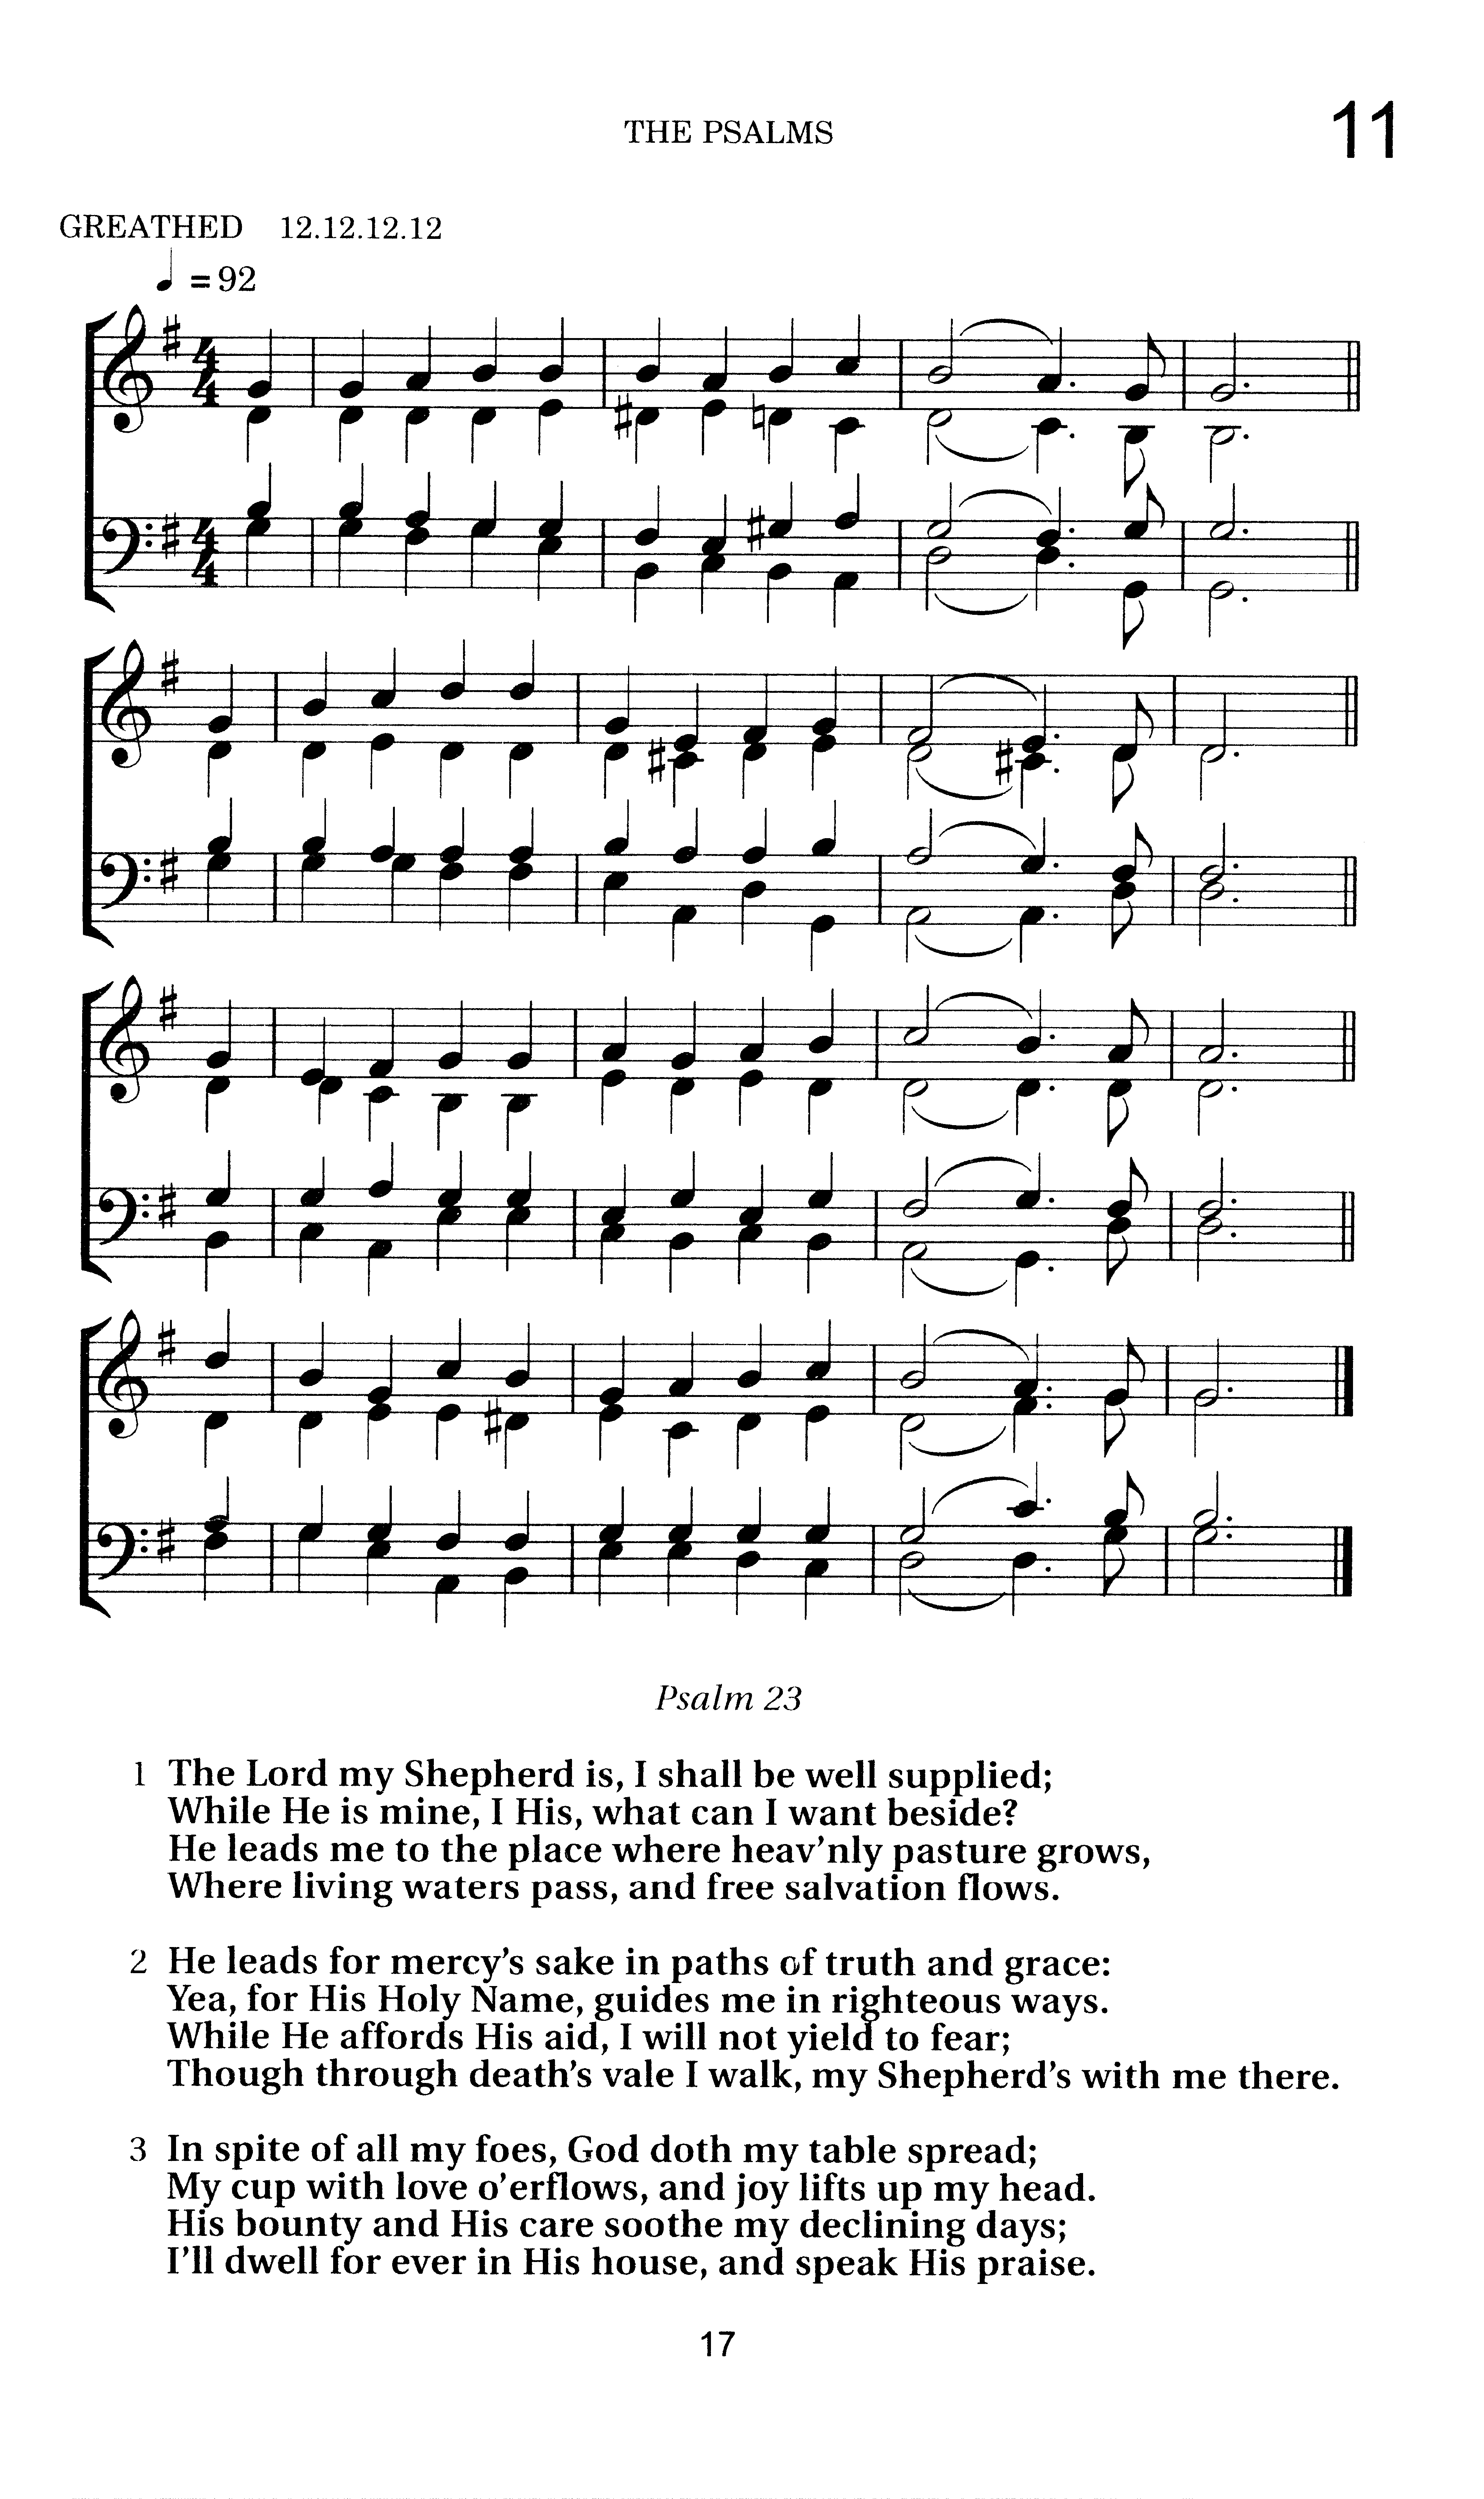 THE PSALMS
11
GREATHED 12.12.12.12
♩ = 92
Psalm 23
1 The Lord my Shepherd is, I shall be well supplied;
While He is mine, I His, what can I want beside?
He leads me to the place where heav’nly pasture grows,
Where living waters pass, and free salvation flows.
2 He leads for mercy’s sake in paths of truth and grace:
Yea, for His Holy Name, guides me in righteous ways.
While He affords His aid, I will not yield to fear;
Though through death’s vale I walk, my Shepherd’s with me there.
3 In spite of all my foes, God doth my table spread;
My cup with love o’erflows, and joy lifts up my head.
His bounty and His care soothe my declining days;
I’ll dwell for ever in His house, and speak His praise.
17